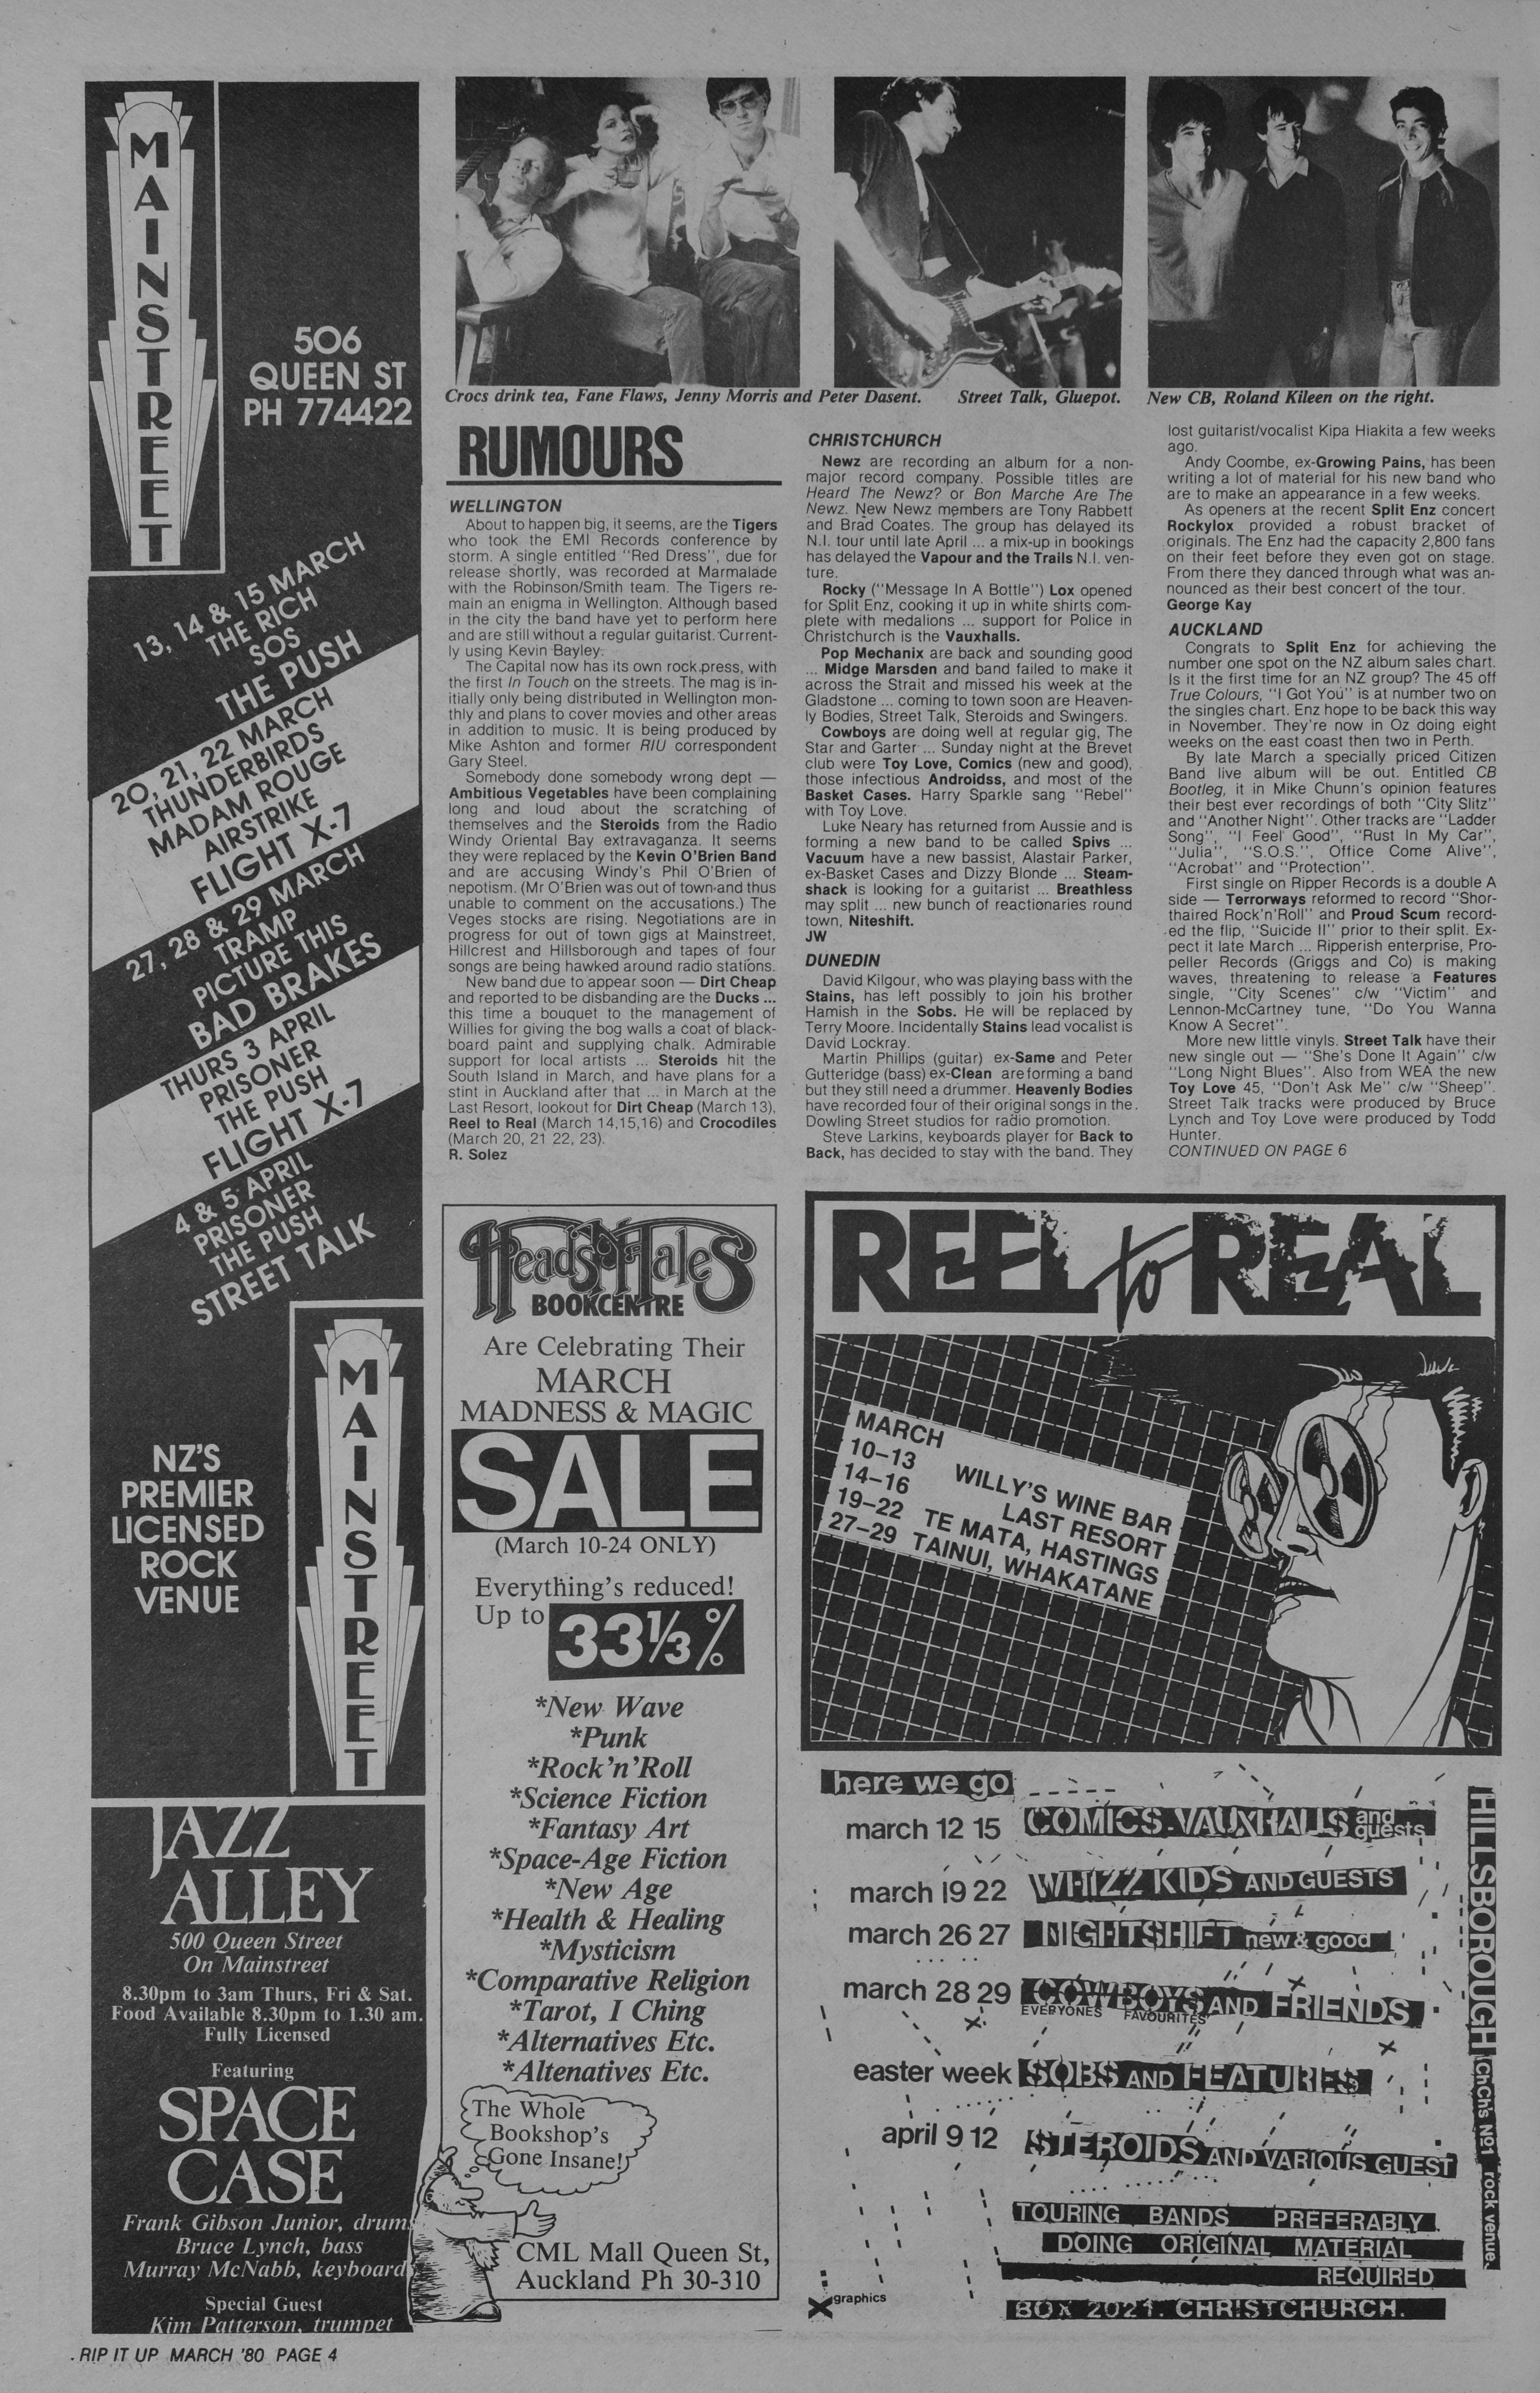 MAINSTREET
506
QUEEN ST
PH 774422
13, 14 & 15 MARCH
THE RICH
SOS
THE PUSH
20, 21, 22 MARCH
THUNDERBIRDS
MADAM ROUGE
AIRSTRIKE
FLIGHT X-7
27, 28 & 29 MARCH
TRAMP
PICTURE THIS
BAD BRAKES
THURS 3 APRIL
PRISONER
THE PUSH
FLIGHT X-7
4 & 5 APRIL
PRISONER
THE PUSH
STREET TALK
NZ'S
PREMIER
LICENSED
ROCK
VENUE
MAINSTREET
JAZZ
ALLEY
500 Queen Street
On Mainstreet
8.30pm to 3am Thurs, Fri & Sat.
Food Available 8.30pm to 1.30 am.
Fully Licensed
Featuring
SPACE
CASE
Frank Gibson Junior, drums
Bruce Lynch, bass
Murray McNabb, keyboard
Special Guest
Kim Patterson, trumpet
Crocs drink tea, Fane Flaws, Jenny Morris and Peter Dasent.
Street Talk, Gluepot.
New CB, Roland Kileen on the right.
RUMOURS
WELLINGTON
About to happen big, it seems, are the Tigers
who took the EMI Records conference by
storm. A single entitled "Red Dress", due for
release shortly, was recorded at Marmalade
with the Robinson/Smith team. The Tigers re-
main an enigma in Wellington. Although based
in the city the band have yet to perform here
and are still without a regular guitarist. Current-
ly using Kevin Bayley.
The Capital now has its own rock press, with
the first In Touch on the streets. The mag is in-
itially only being distributed in Wellington mon-
thly and plans to cover movies and other areas
in addition to music. It is being produced by
Mike Ashton and former RIU correspondent
Gary Steel.
Somebody done somebody wrong dept —
Ambitious Vegetables have been complaining
long and loud about the scratching of
themselves and the Steroids from the Radio
Windy Oriental Bay extravaganza. It seems
they were replaced by the Kevin O'Brien Band
and are accusing Windy's Phil O'Brien of
nepotism. (Mr O'Brien was out of town and thus
unable to comment on the accusations.) The
Veges stocks are rising. Negotiations are in
progress for out of town gigs at Mainstreet,
Hillcrest and Hillsborough and tapes of four
songs are being hawked around radio stations.
New band due to appear soon — Dirt Cheap
and reported to be disbanding are the Ducks ...
this time a bouquet to the management of
Willies for giving the bog walls a coat of black-
board paint and supplying chalk. Admirable
support for local artists ... Steroids hit the
South Island in March, and have plans for a
stint in Auckland after that ... in March at the
Last Resort, lookout for Dirt Cheap (March 13),
Reel to Real (March 14,15,16) and Crocodiles
(March 20, 21 22, 23).
R. Solez
CHRISTCHURCH
Newz are recording an album for a non-
major record company. Possible titles are
Heard The Newz? or Bon Marche Are The
Newz. New Newz members are Tony Rabbett
and Brad Coates. The group has delayed its
N.I. tour until late April ... a mix-up in bookings
has delayed the Vapour and the Trails N.I. ven-
ture.
Rocky ("Message In A Bottle") Lox opened
for Split Enz, cooking it up in white shirts com-
plete with medalions ... support for Police in
Christchurch is the Vauxhalls.
Pop Mechanix are back and sounding good
... Midge Marsden and band failed to make it
across the Strait and missed his week at the
Gladstone ... coming to town soon are Heaven-
ly Bodies, Street Talk, Steroids and Swingers.
Cowboys are doing well at regular gig, The
Star and Garter ... Sunday night at the Brevet
club were Toy Love, Comics (new and good),
those infectious Androidss, and most of the
Basket Cases. Harry Sparkle sang "Rebel"
with Toy Love.
Luke Neary has returned from Aussie and is
forming a new band to be called Spivs ...
Vacuum have a new bassist, Alastair Parker,
ex-Basket Cases and Dizzy Blonde ... Steam-
shack is looking for a guitarist ... Breathless
may split ... new bunch of reactionaries round
town, Niteshift.
JW
DUNEDIN
David Kilgour, who was playing bass with the
Stains, has left possibly to join his brother
Hamish in the Sobs. He will be replaced by
Terry Moore. Incidentally Stains lead vocalist is
David Lockray.
Martin Phillips (guitar) ex-Same and Peter
Gutteridge (bass) ex-Clean are forming a band
but they still need a drummer. Heavenly Bodies
have recorded four of their original songs in the
Dowling Street studios for radio promotion.
Steve Larkins, keyboards player for Back to
Back, has decided to stay with the band. They
lost guitarist/vocalist Kipa Hiakita a few weeks
ago.
Andy Coombe, ex-Growing Pains, has been
writing a lot of material for his new band who
are to make an appearance in a few weeks.
As openers at the recent Split Enz concert
Rockylox provided a robust bracket of
originals. The Enz had the capacity 2,800 fans
on their feet before they even got on stage.
From there they danced through what was an-
nounced as their best concert of the tour.
George Kay
AUCKLAND
Congrats to Split Enz for achieving the
number one spot on the NZ album sales chart.
Is it the first time for an NZ group? The 45 off
True Colours, "I Got You" is at number two on
the singles chart. Enz hope to be back this way
in November. They're now in Oz doing eight
weeks on the east coast then two in Perth.
By late March a specially priced Citizen
Band live album will be out. Entitled CB
Bootleg, it in Mike Chunn's opinion features
their best ever recordings of both "City Slitz"
and "Another Night". Other tracks are "Ladder
Song", "I Feel Good", "Rust In My Car",
"Julia", "S.O.S.", Office Come Alive",
"Acrobat" and "Protection".
First single on Ripper Records is a double A
side — Terrorways reformed to record "Shor-
thaired Rock'n'Roll" and Proud Scum record-
ed the flip, "Suicide II" prior to their split. Ex-
pect it late March ... Ripperish enterprise, Pro-
peller Records (Griggs and Co) is making
waves, threatening to release a Features
single, "City Scenes" c/w "Victim" and
Lennon-McCartney tune, "Do You Wanna
Know A Secret".
More new little vinyls. Street Talk have their
new single out — "She's Done It Again" c/w
"Long Night Blues". Also from WEA the new
Toy Love 45, "Don't Ask Me" c/w "Sheep".
Street Talk tracks were produced by Bruce
Lynch and Toy Love were produced by Todd
Hunter.
CONTINUED ON PAGE 6
Heads & Tales
BOOKCENTRE
Are Celebrating Their
MARCH
MADNESS & MAGIC
SALE
(March 10-24 ONLY)
Everything's reduced!
Up to 33⅓%
*New Wave
*Punk
*Rock'n'Roll
*Science Fiction
*Fantasy Art
*Space-Age Fiction
*New Age
*Health & Healing
*Mysticism
*Comparative Religion
*Tarot, I Ching
*Alternatives Etc.
*Altenatives Etc.
The Whole
Bookshop's
Gone Insane!
CML Mall Queen St,
Auckland Ph 30-310
REEL to REAL
MARCH
10–13 WILLY'S WINE BAR
14–16 LAST RESORT
19–22 TE MATA, HASTINGS
27–29 TAINUI, WHAKATANE
here we go
march 12 15 COMICS-VAUXHALLS and guests
march 19 22 WHIZZ KIDS AND GUESTS
march 26 27 NIGHTSHIFT new & good
march 28 29 COWBOYS AND FRIENDS
EVERYONES FAVOURITES
easter week SOBS AND FEATURES
april 9 12 STEROIDS AND VARIOUS GUEST
TOURING BANDS PREFERABLY
DOING ORIGINAL MATERIAL
REQUIRED
BOX 2021. CHRISTCHURCH.
HILLSBOROUGH ChCh's No1 rock venue
X graphics
RIP IT UP MARCH '80 PAGE 4